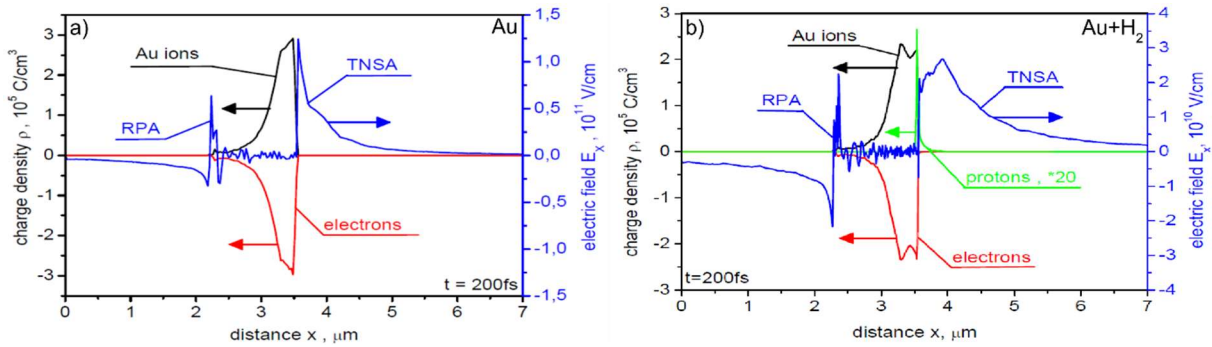 a)
Au
charge density ρ , 10⁵ C/cm³
3
2
1
0
-1
-2
-3
Au ions
TNSA
RPA
electrons
t = 200fs
1,5
1,0
0,5
0,0
-0,5
-1,0
-1,5
electric field E_X , 10¹¹ V/cm
0 1 2 3 4 5 6 7
distance x , μm
b)
Au+H₂
charge density ρ, 10⁵ C/cm³
3
2
1
0
-1
-2
-3
Au ions
TNSA
RPA
protons , *20
electrons
t=200fs
4
3
2
1
0
-1
-2
-3
-4
electric field E_X, 10¹⁰ V/cm
0 1 2 3 4 5 6 7
distance x , μm